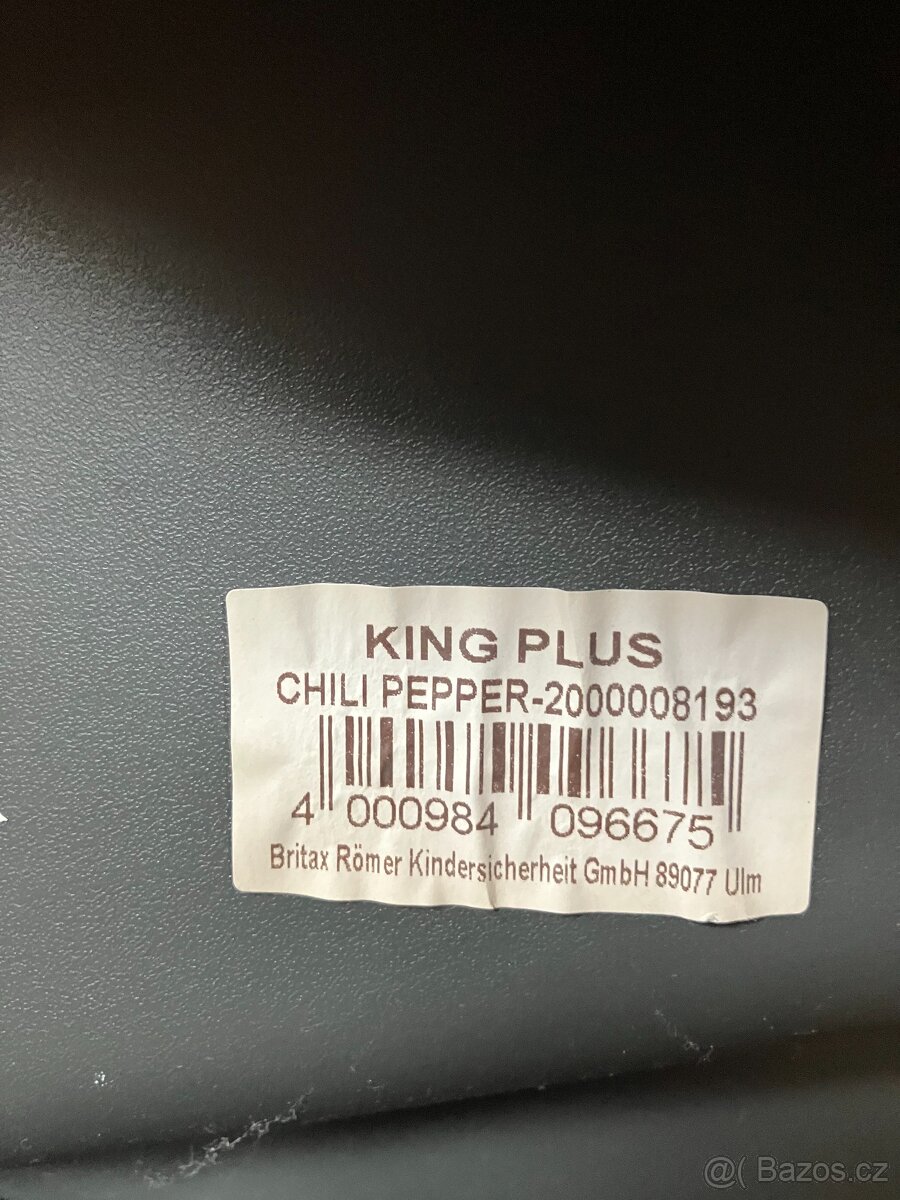 KING PLUS
CHILI PEPPER-2000008193
4 000984 096675
Britax Römer Kindersicherheit GmbH 89077 Ulm
@( Bazos.cz